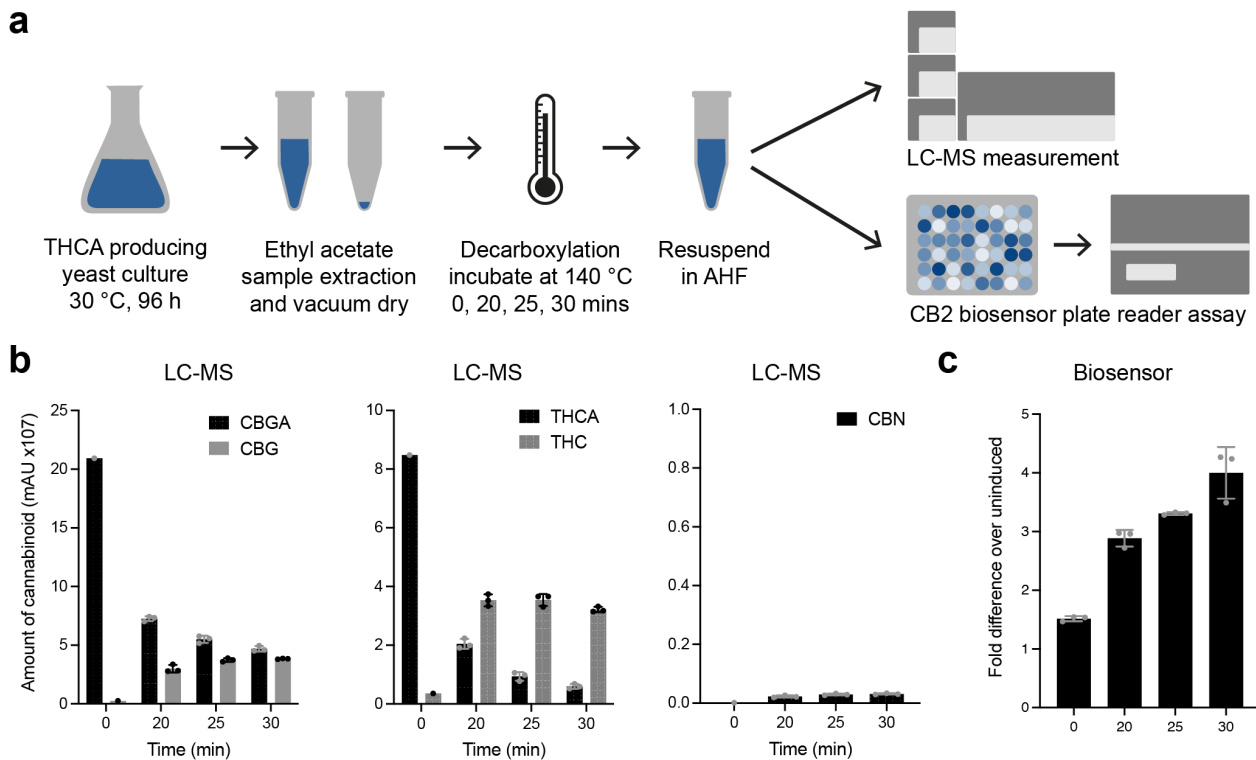 a
THCA producing
yeast culture
30 °C, 96 h
Ethyl acetate
sample extraction
and vacuum dry
Decarboxylation
incubate at 140 °C
0, 20, 25, 30 mins
Resuspend
in AHF
LC-MS measurement
CB2 biosensor plate reader assay
b
LC-MS
CBGA
CBG
Amount of cannabinoid (mAU x107)
25
20
15
10
5
0
0 20 25 30
Time (min)
LC-MS
THCA
THC
10
8
6
4
2
0
0 20 25 30
Time (min)
LC-MS
CBN
1.0
0.8
0.6
0.4
0.2
0.0
0 20 25 30
Time (min)
c
Biosensor
Fold difference over uninduced
5
4
3
2
1
0
0 20 25 30
Time (min)